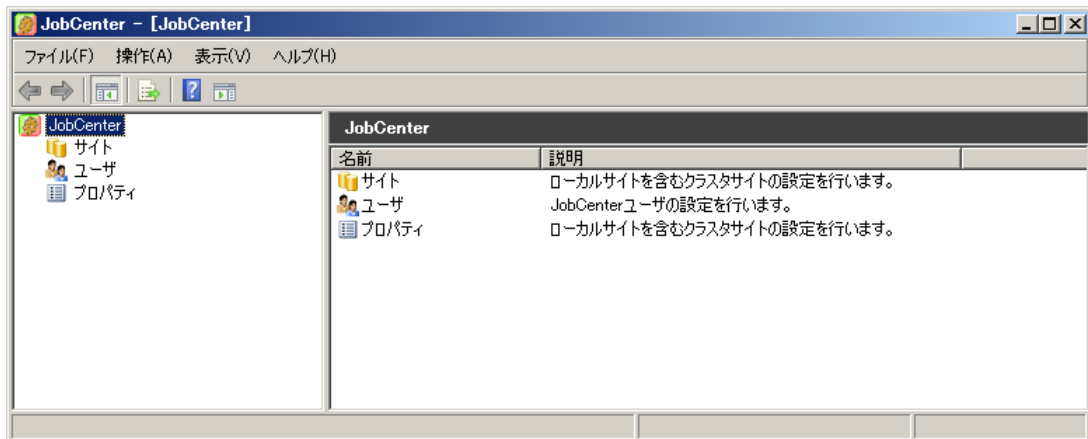 JobCenter - [JobCenter]
ファイル(F) 操作(A) 表示(V) ヘルプ(H)
JobCenter
サイト
ユーザ
プロパティ
JobCenter
名前 説明
サイト ローカルサイトを含むクラスタサイトの設定を行います。
ユーザ JobCenterユーザの設定を行います。
プロパティ ローカルサイトを含むクラスタサイトの設定を行います。